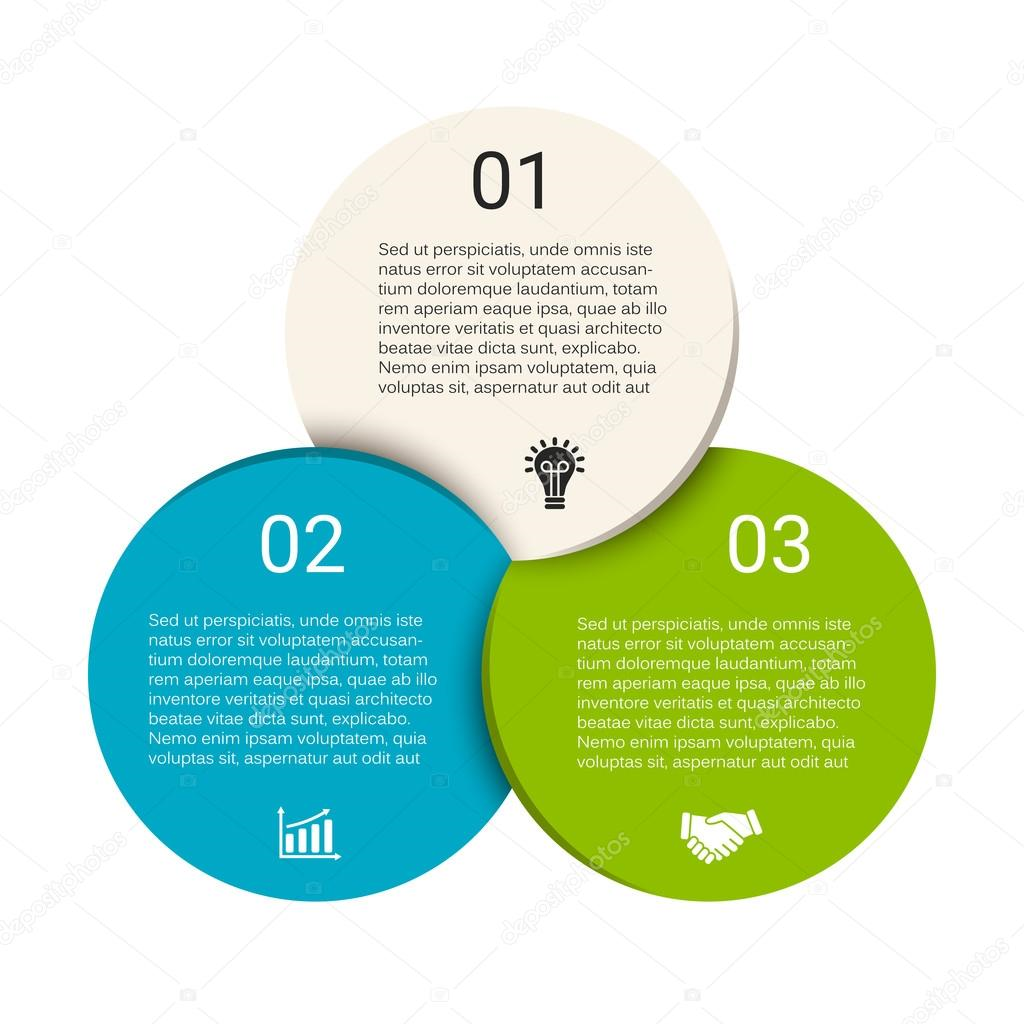 01
Sed ut perspiciatis, unde omnis iste
natus error sit voluptatem accusan-
tium doloremque laudantium, totam
rem aperiam eaque ipsa, quae ab illo
inventore veritatis et quasi architecto
beatae vitae dicta sunt, explicabo.
Nemo enim ipsam voluptatem, quia
voluptas sit, aspernatur aut odit aut
02
Sed ut perspiciatis, unde omnis iste
natus error sit voluptatem accusan-
tium doloremque laudantium, totam
rem aperiam eaque ipsa, quae ab illo
inventore veritatis et quasi architecto
beatae vitae dicta sunt, explicabo.
Nemo enim ipsam voluptatem, quia
voluptas sit, aspernatur aut odit aut
03
Sed ut perspiciatis, unde omnis iste
natus error sit voluptatem accusan-
tium doloremque laudantium, totam
rem aperiam eaque ipsa, quae ab illo
inventore veritatis et quasi architecto
beatae vitae dicta sunt, explicabo.
Nemo enim ipsam voluptatem, quia
voluptas sit, aspernatur aut odit aut
depositphotos